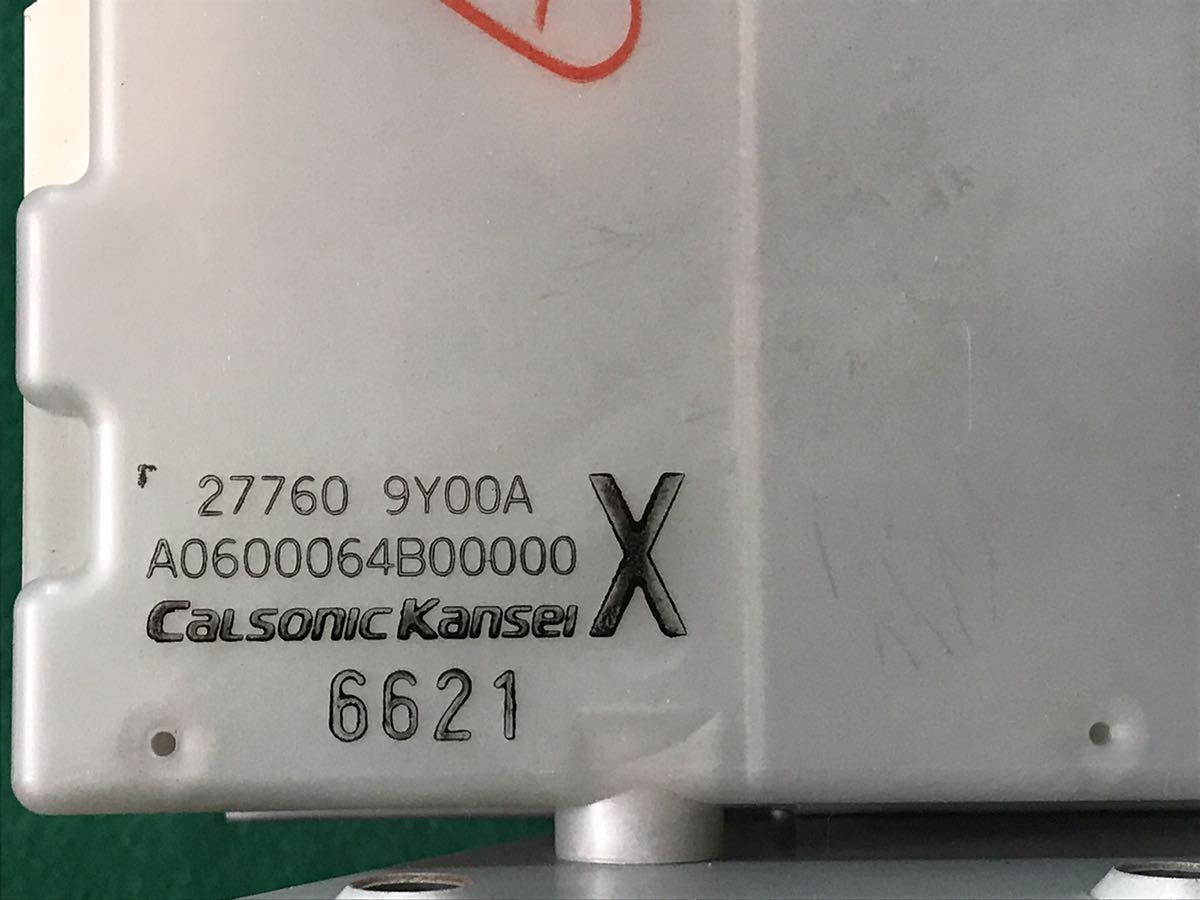 27760 9Y00A
A0600064B00000
X
CalsonicKansei
6621